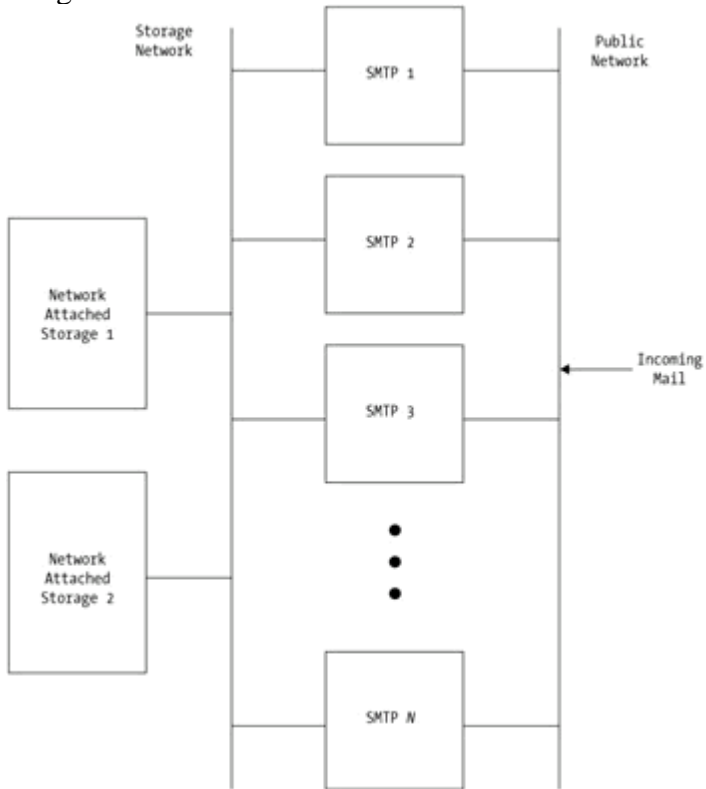 Storage
Network
Public
Network
SMTP 1
SMTP 2
Network
Attached
Storage 1
Incoming
Mail
SMTP 3
Network
Attached
Storage 2
SMTP N